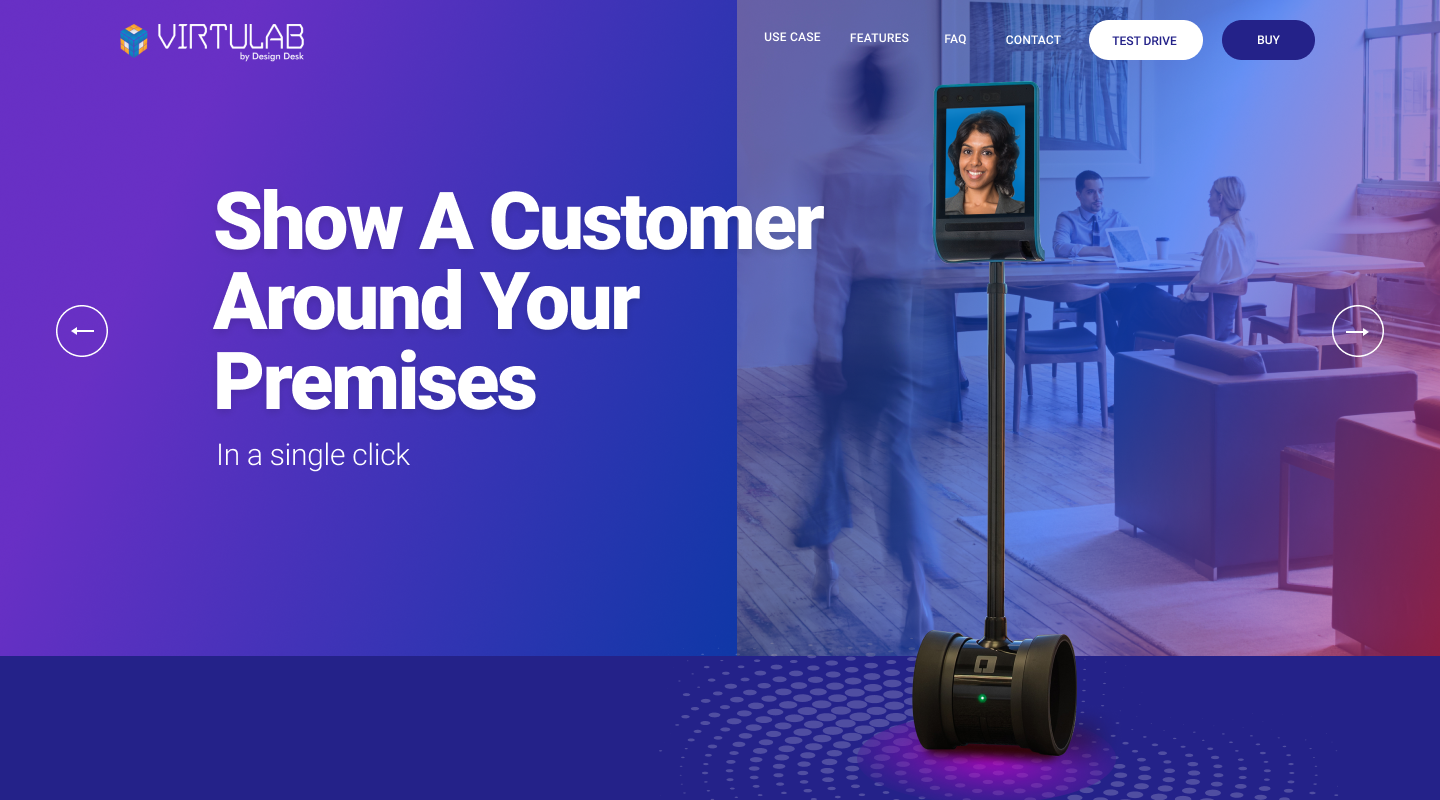 VIRTULAB
by Design Desk
USE CASE
FEATURES
FAQ
CONTACT
TEST DRIVE
BUY
Show A Customer
Around Your
Premises
In a single click